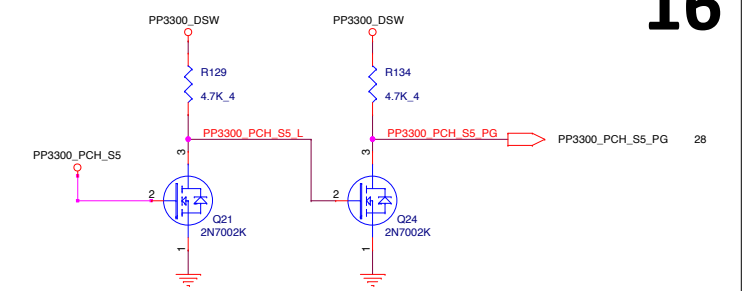 16
PP3300_DSW
PP3300_DSW
R129
4.7K_4
R134
4.7K_4
PP3300_PCH_S5_L
PP3300_PCH_S5_PG
PP3300_PCH_S5_PG
28
PP3300_PCH_S5
3
3
2
2
Q21
2N7002K
Q24
2N7002K
1
1